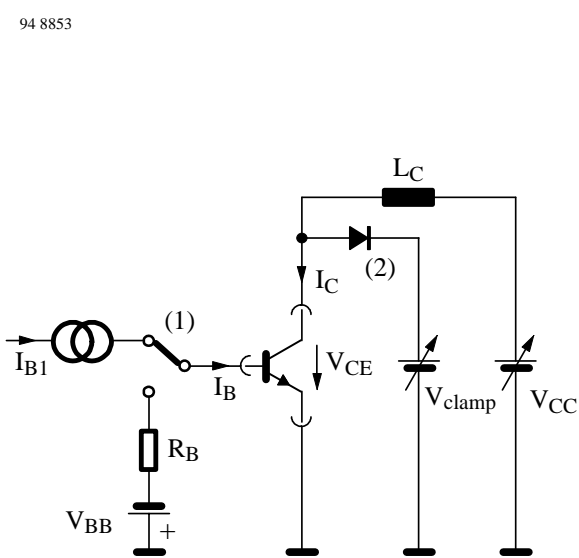 94 8853
L_C
(2)
I_C
(1)
I_B1
I_B
V_CE
V_clamp
V_CC
R_B
V_BB
+